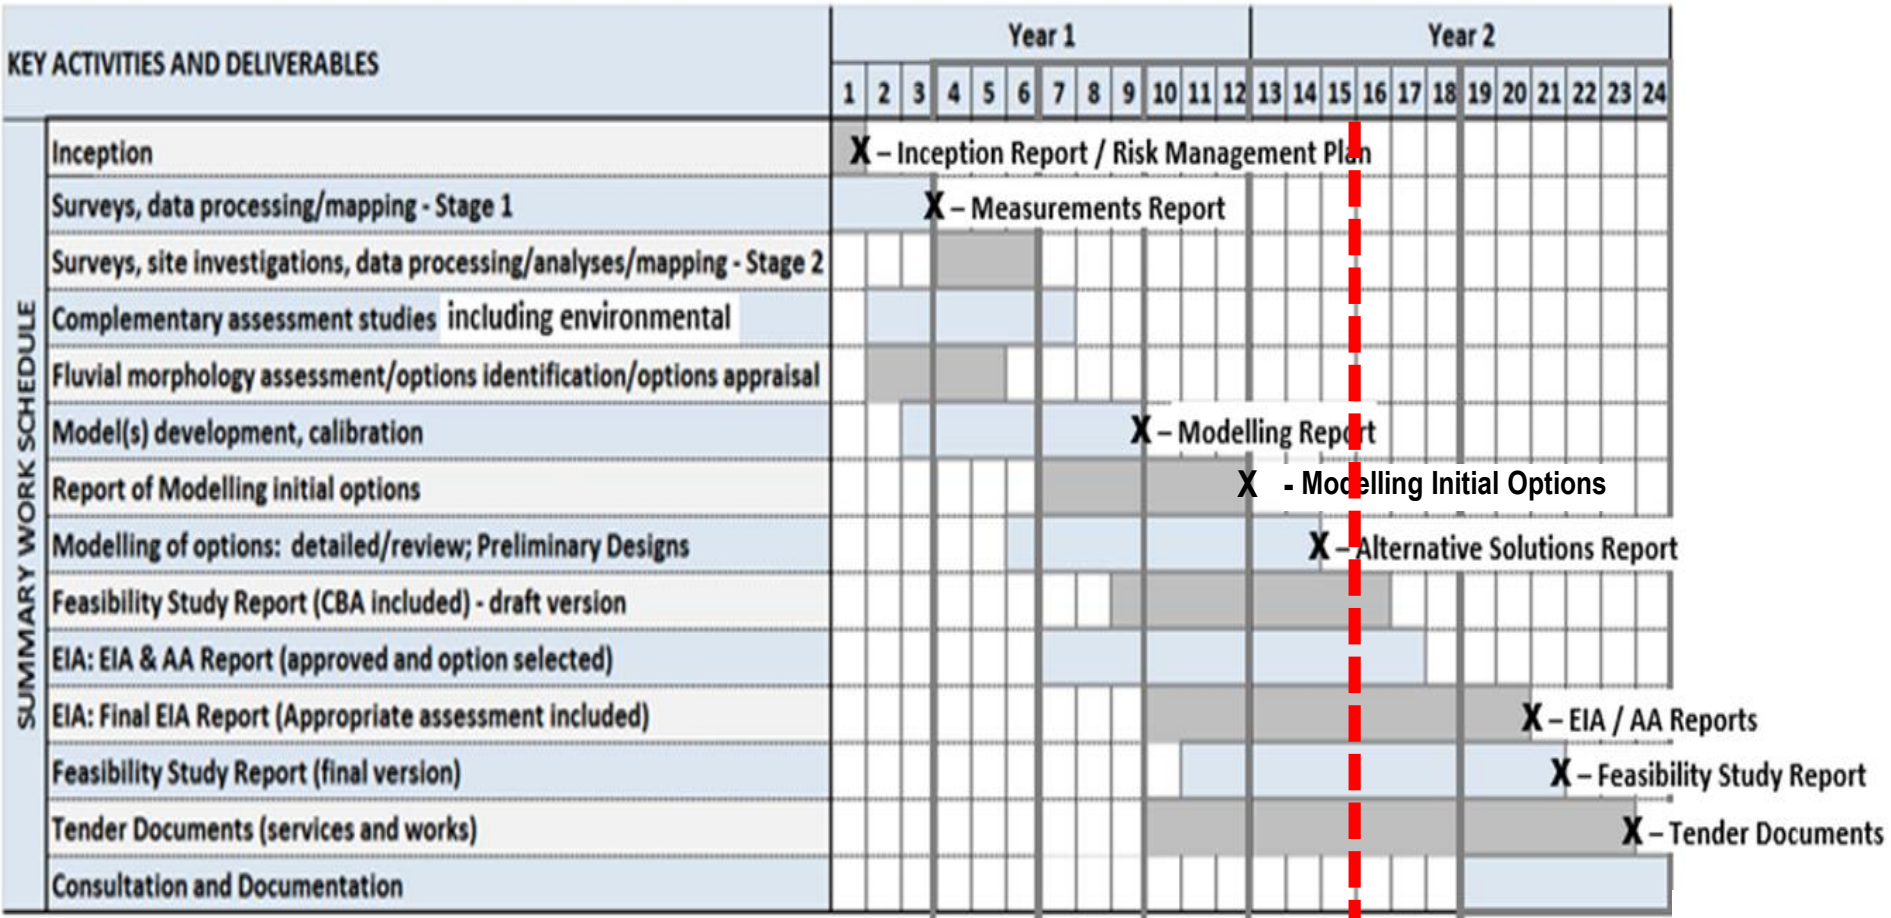 Year 1 Year 2
KEY ACTIVITIES AND DELIVERABLES
1 2 3 4 5 6 7 8 9 10 11 12 13 14 15 16 17 18 19 20 21 22 23 24
SUMMARY WORK SCHEDULE
Inception X – Inception Report / Risk Management Plan
Surveys, data processing/mapping - Stage 1 X – Measurements Report
Surveys, site investigations, data processing/analyses/mapping - Stage 2
Complementary assessment studies including environmental
Fluvial morphology assessment/options identification/options appraisal
Model(s) development, calibration X – Modelling Report
Report of Modelling initial options X - Modelling Initial Options
Modelling of options: detailed/review; Preliminary Designs X – Alternative Solutions Report
Feasibility Study Report (CBA included) - draft version
EIA: EIA & AA Report (approved and option selected)
EIA: Final EIA Report (Appropriate assessment included) X – EIA / AA Reports
Feasibility Study Report (final version) X – Feasibility Study Report
Tender Documents (services and works) X – Tender Documents
Consultation and Documentation